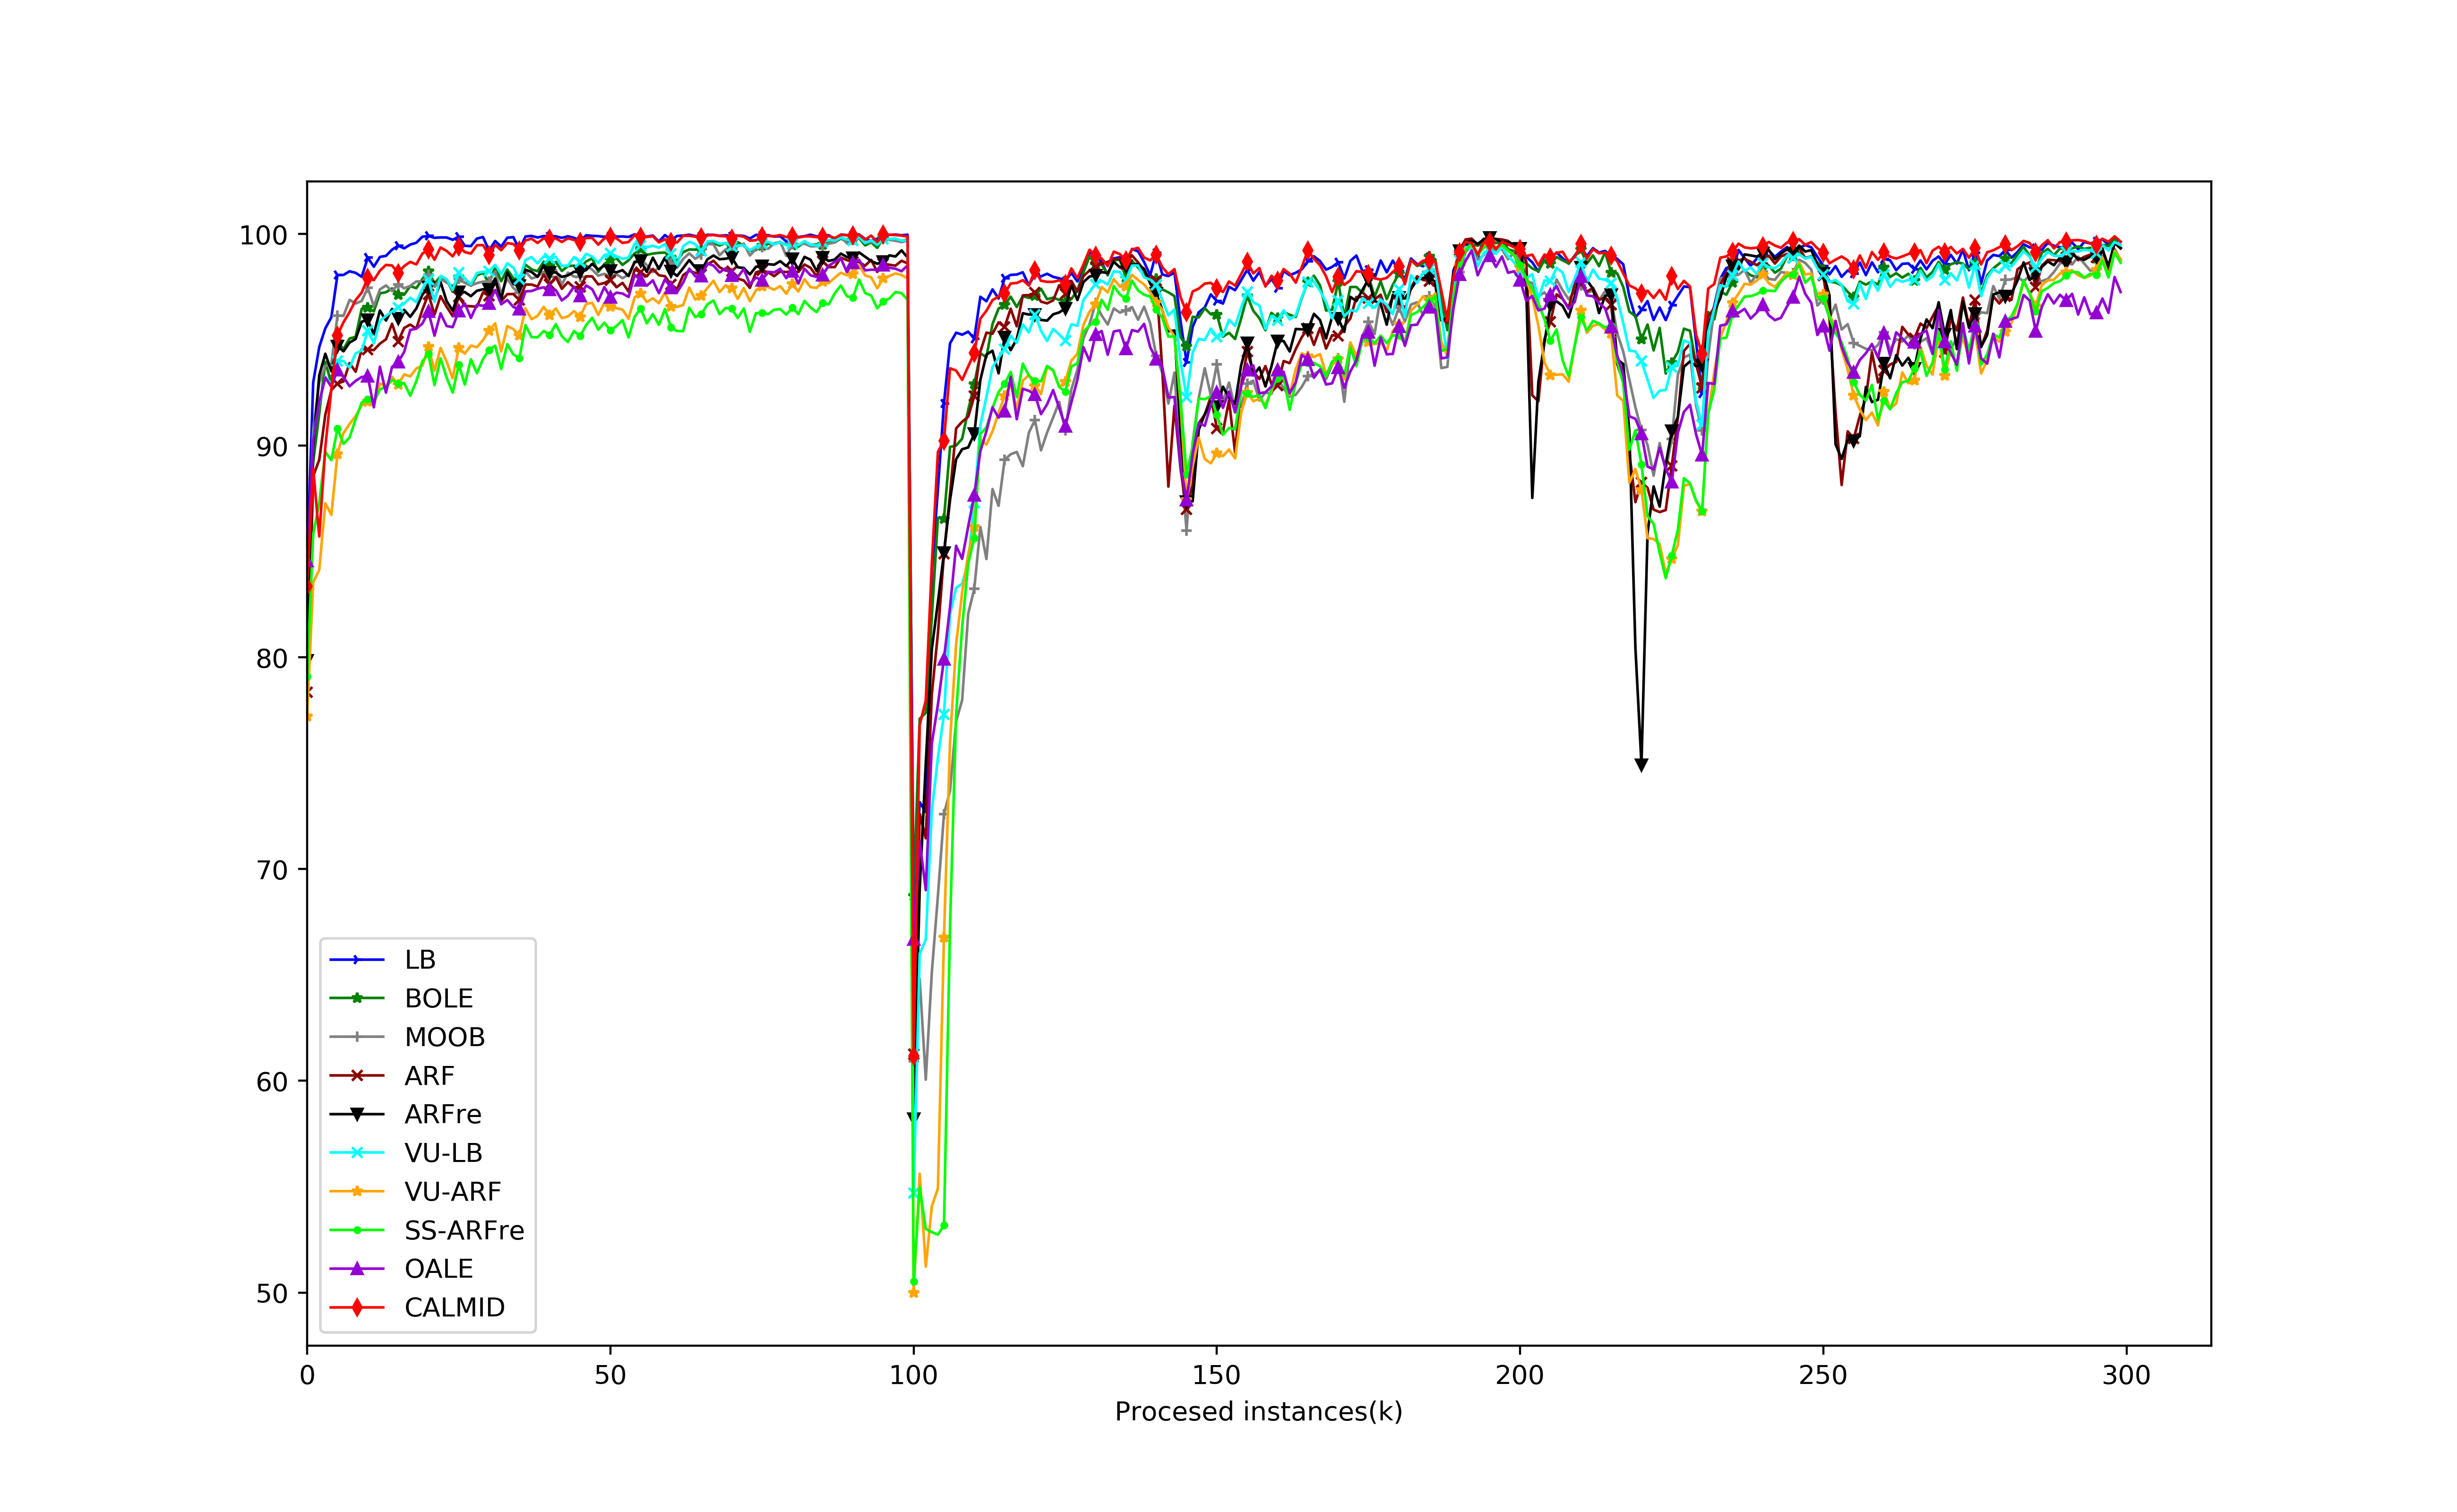 100
90
80
70
60
50
LB
BOLE
MOOB
ARF
ARFre
VU-LB
VU-ARF
SS-ARFre
OALE
CALMID
0 50 100 150 200 250 300
Procesed instances(k)